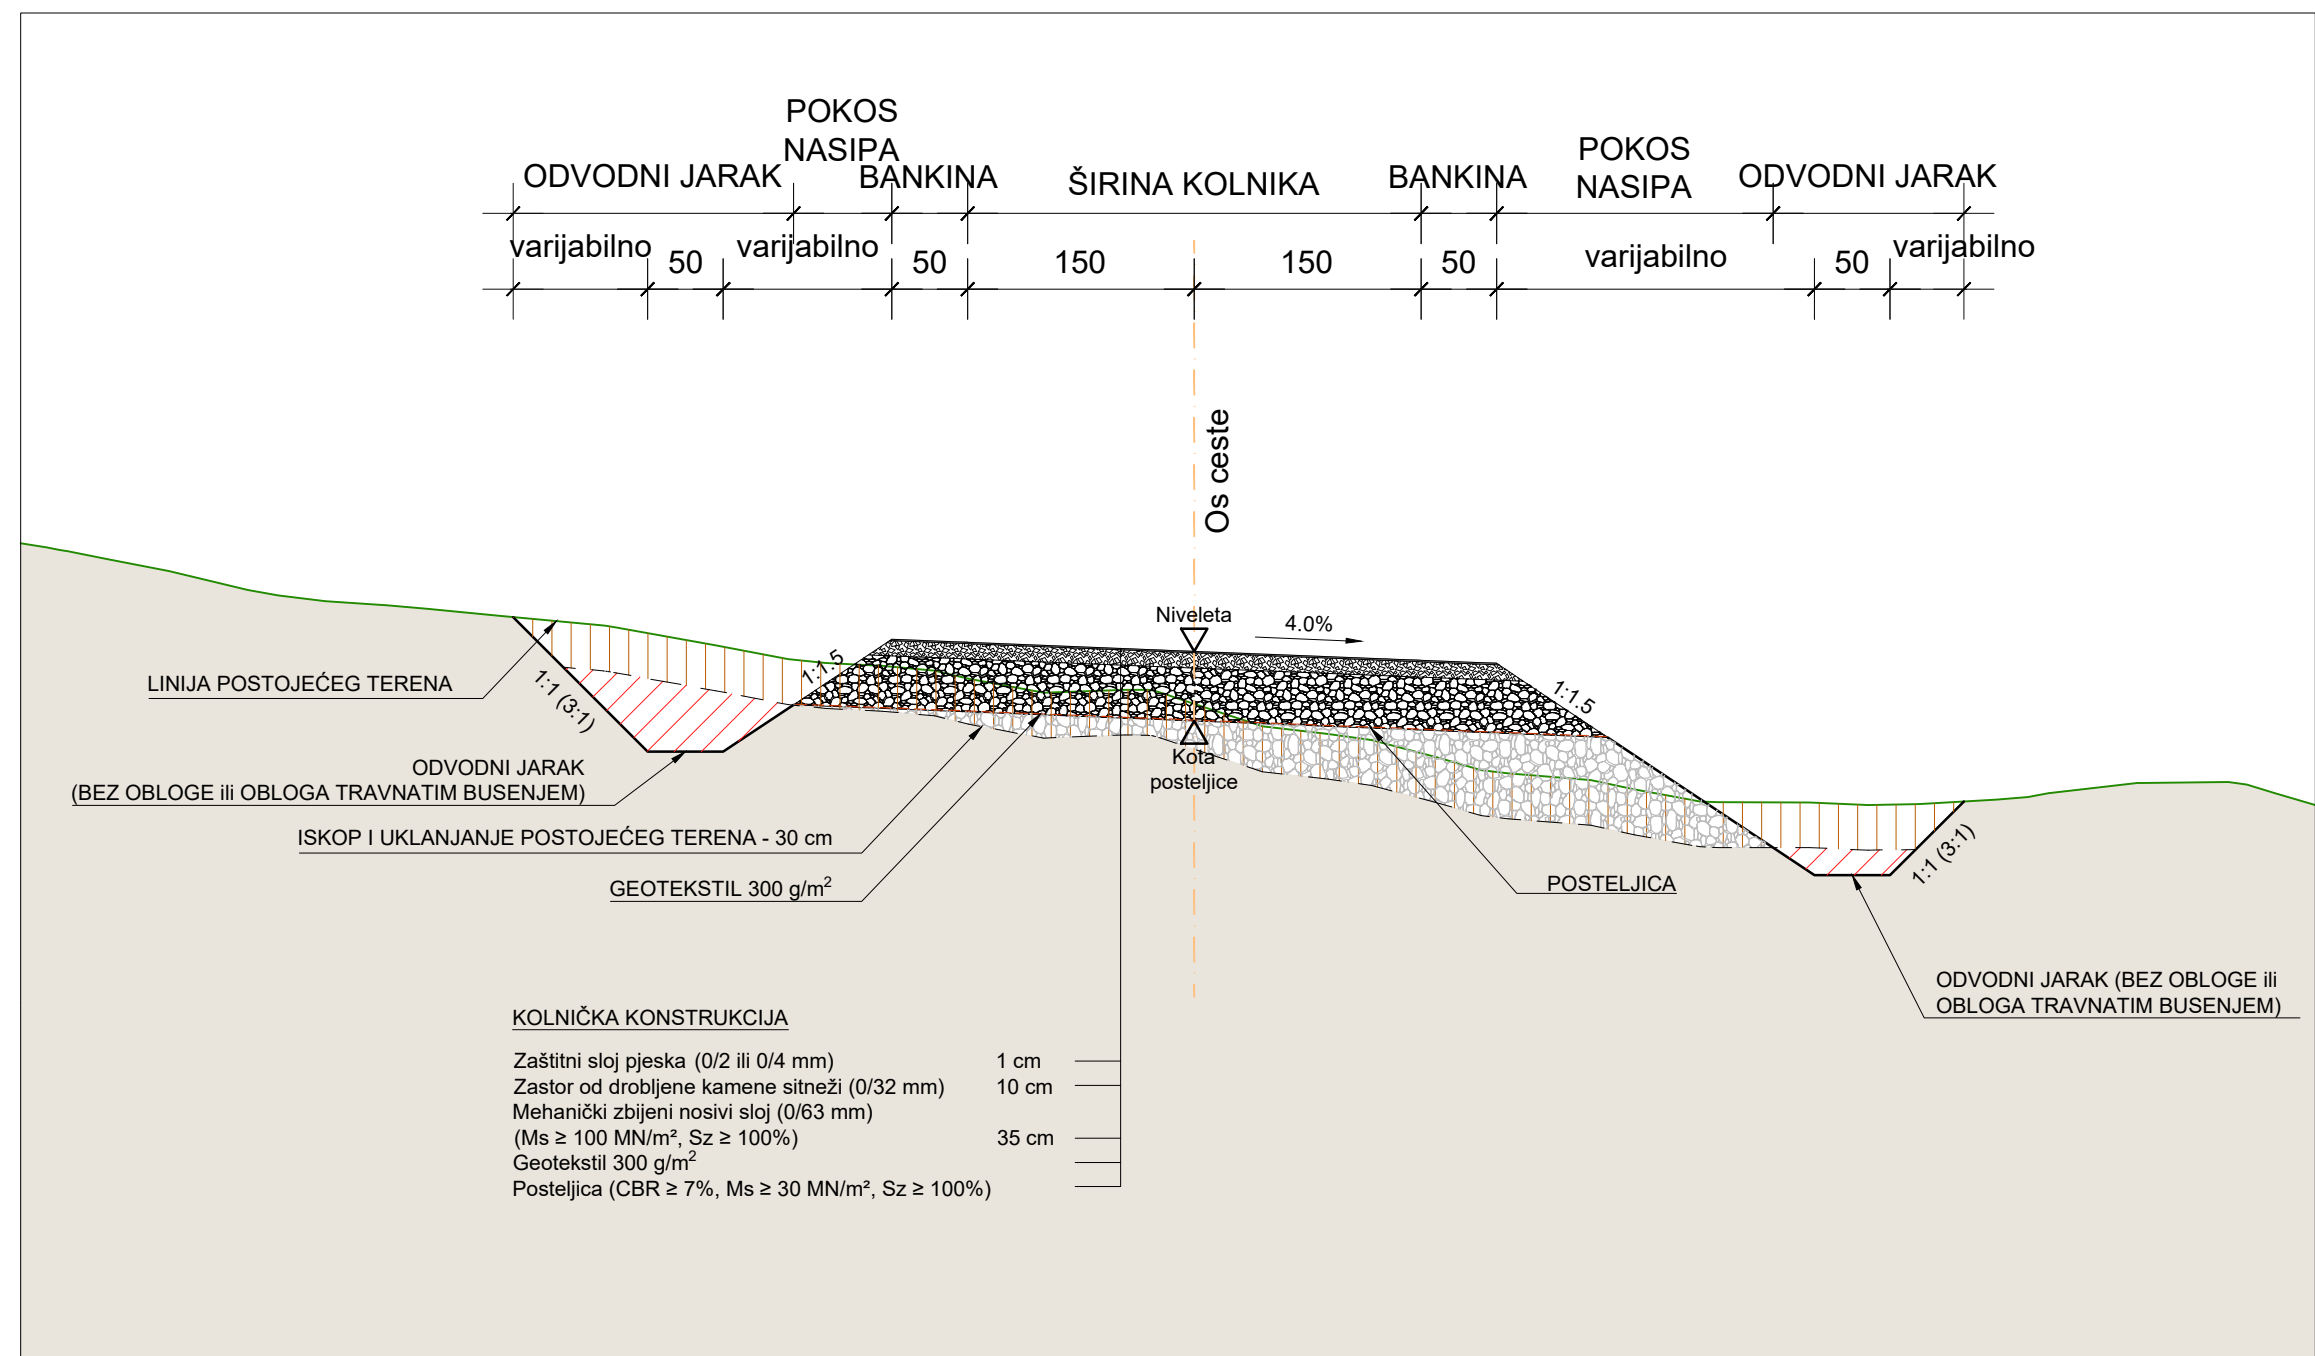 POKOS
NASIPA
ODVODNI JARAK
BANKINA
ŠIRINA KOLNIKA
BANKINA
POKOS
NASIPA
ODVODNI JARAK
varijabilno
50
varijabilno
50
150
150
50
varijabilno
50
varijabilno
Os ceste
Niveleta
4.0%
1:1.5
1:1.5
LINIJA POSTOJEĆEG TERENA
1:1 (3:1)
ODVODNI JARAK
(BEZ OBLOGE ili OBLOGA TRAVNATIM BUSENJEM)
Kota
posteljice
ISKOP I UKLANJANJE POSTOJEĆEG TERENA - 30 cm
GEOTEKSTIL 300 g/m²
POSTELJICA
1:1 (3:1)
ODVODNI JARAK (BEZ OBLOGE ili
OBLOGA TRAVNATIM BUSENJEM)
KOLNIČKA KONSTRUKCIJA
Zaštitni sloj pjeska (0/2 ili 0/4 mm) 1 cm
Zastor od drobljene kamene sitneži (0/32 mm) 10 cm
Mehanički zbijeni nosivi sloj (0/63 mm)
(Ms ≥ 100 MN/m², Sz ≥ 100%) 35 cm
Geotekstil 300 g/m²
Posteljica (CBR ≥ 7%, Ms ≥ 30 MN/m², Sz ≥ 100%)